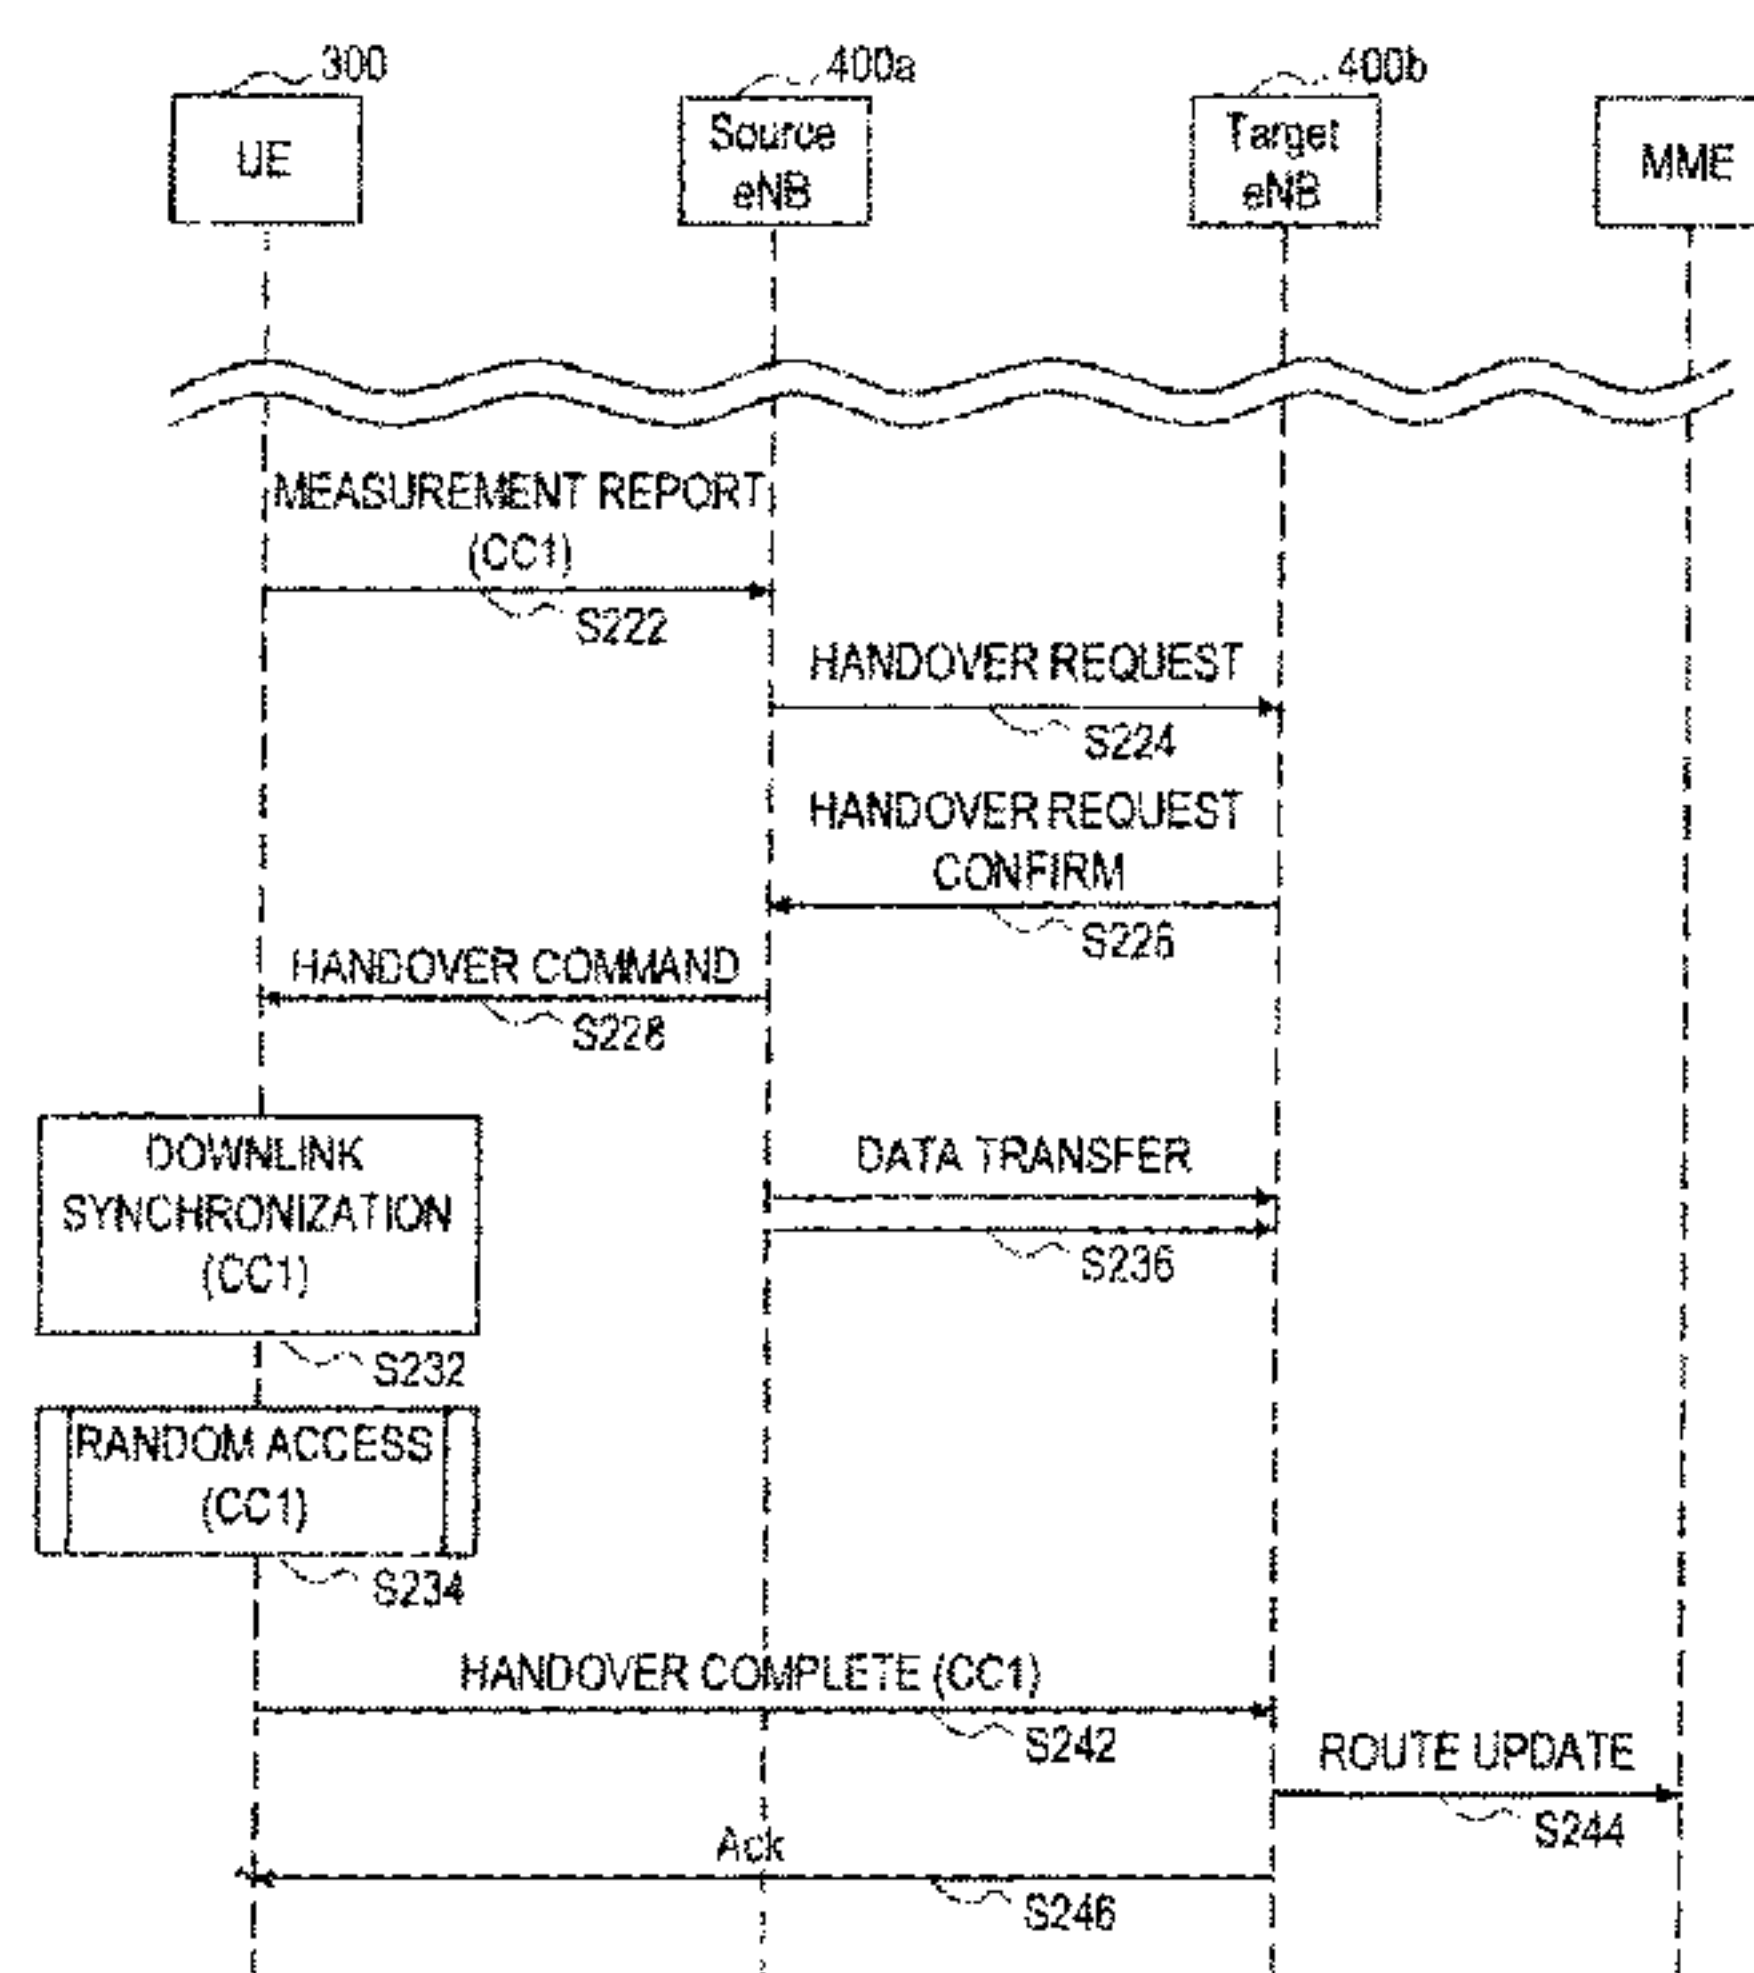 300
400a
400b
UE
Source
eNB
Target
eNB
MME
MEASUREMENT REPORT
(CC1)
S222
HANDOVER REQUEST
S224
HANDOVER REQUEST
CONFIRM
S226
HANDOVER COMMAND
S228
DOWNLINK
SYNCHRONIZATION
(CC1)
DATA TRANSFER
S236
S232
RANDOM ACCESS
(CC1)
S234
HANDOVER COMPLETE (CC1)
S242
ROUTE UPDATE
S244
Ack
S246